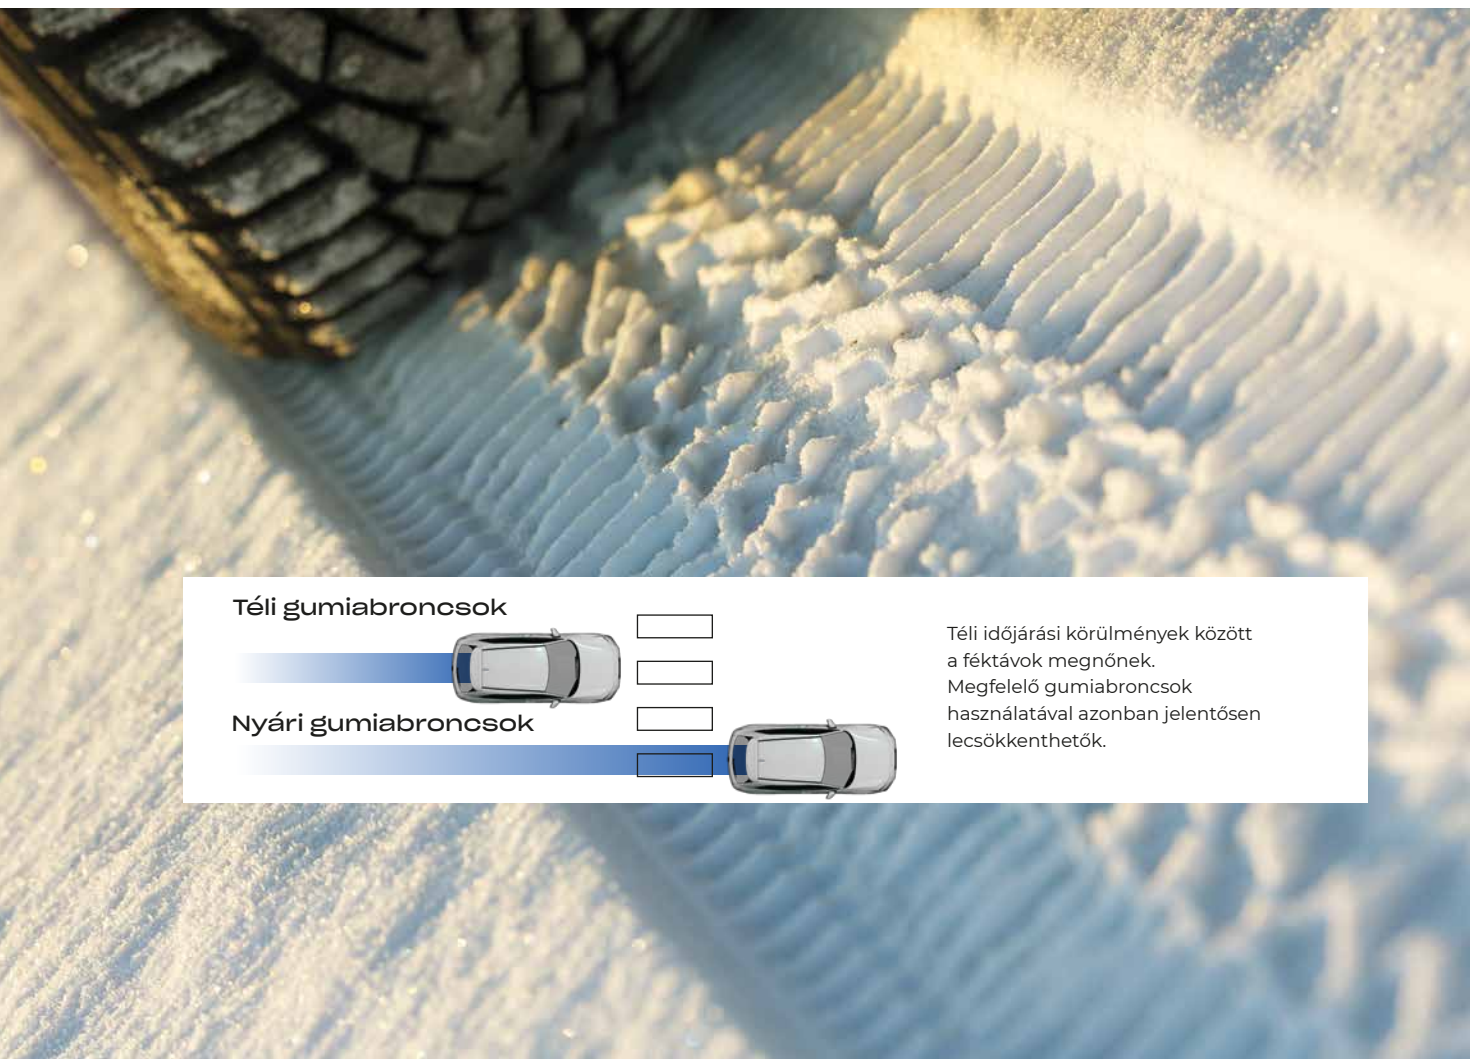 Téli gumiabroncsok
Nyári gumiabroncsok
Téli időjárási körülmények között
a féktávok megnőnek.
Megfelelő gumiabroncsok
használatával azonban jelentősen
lecsökkenthetők.